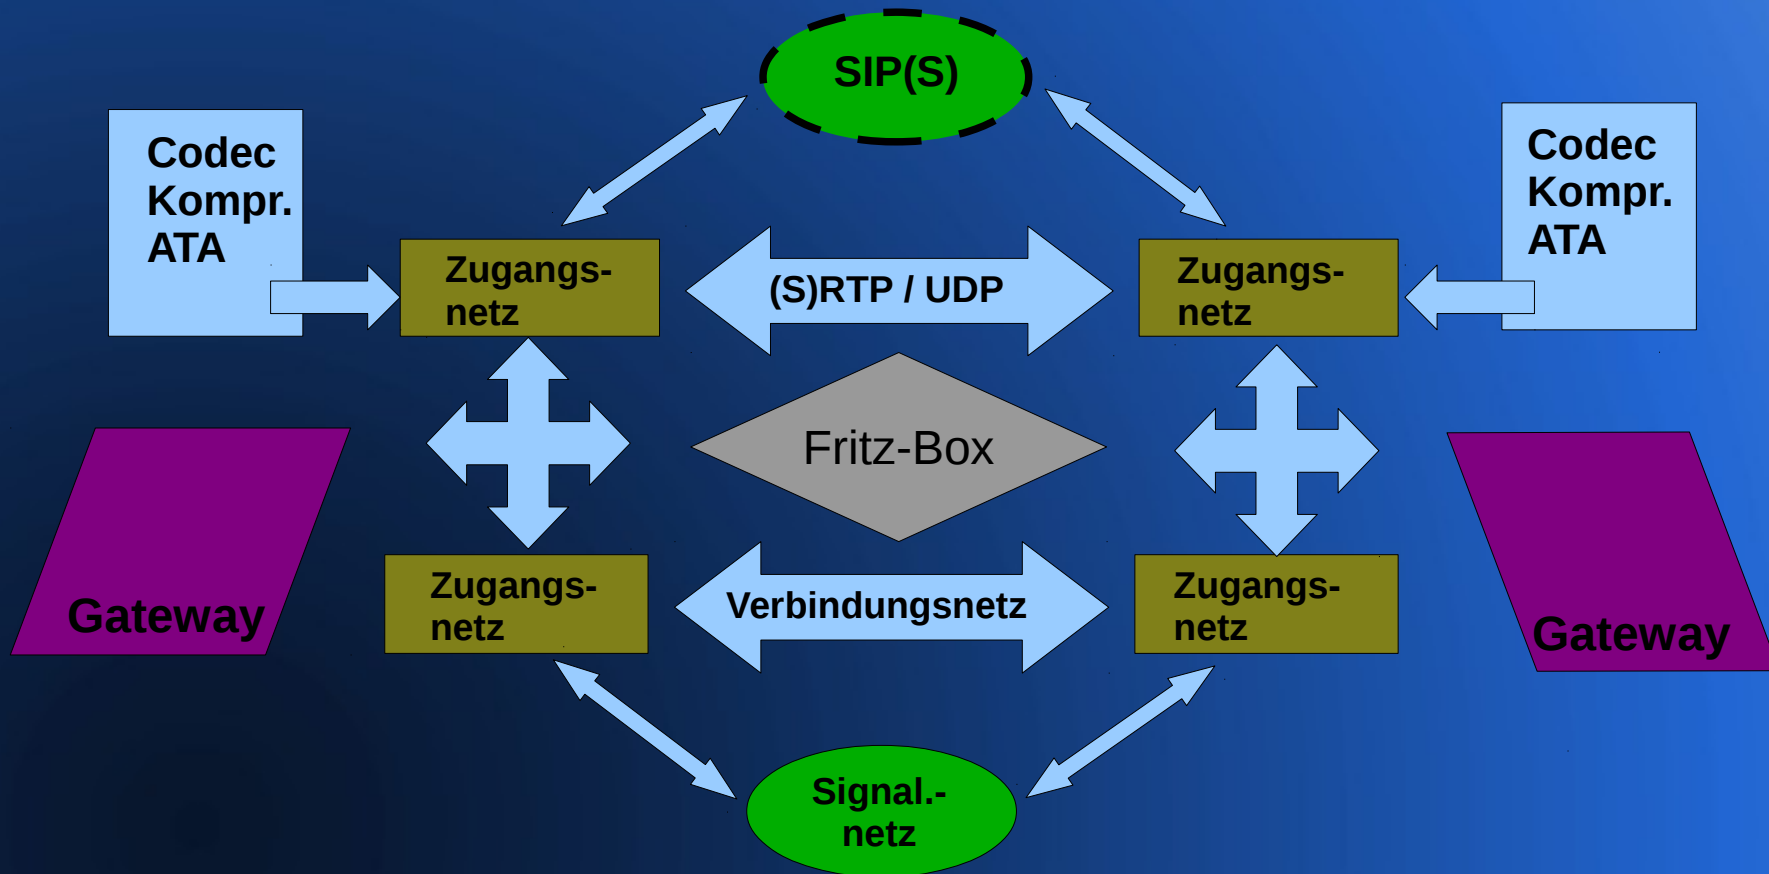 SIP(S)
Codec
Kompr.
ATA
Codec
Kompr.
ATA
Zugangs-
netz
(S)RTP / UDP
Zugangs-
netz
Fritz-Box
Gateway
Zugangs-
netz
Verbindungsnetz
Zugangs-
netz
Gateway
Signal.-
netz